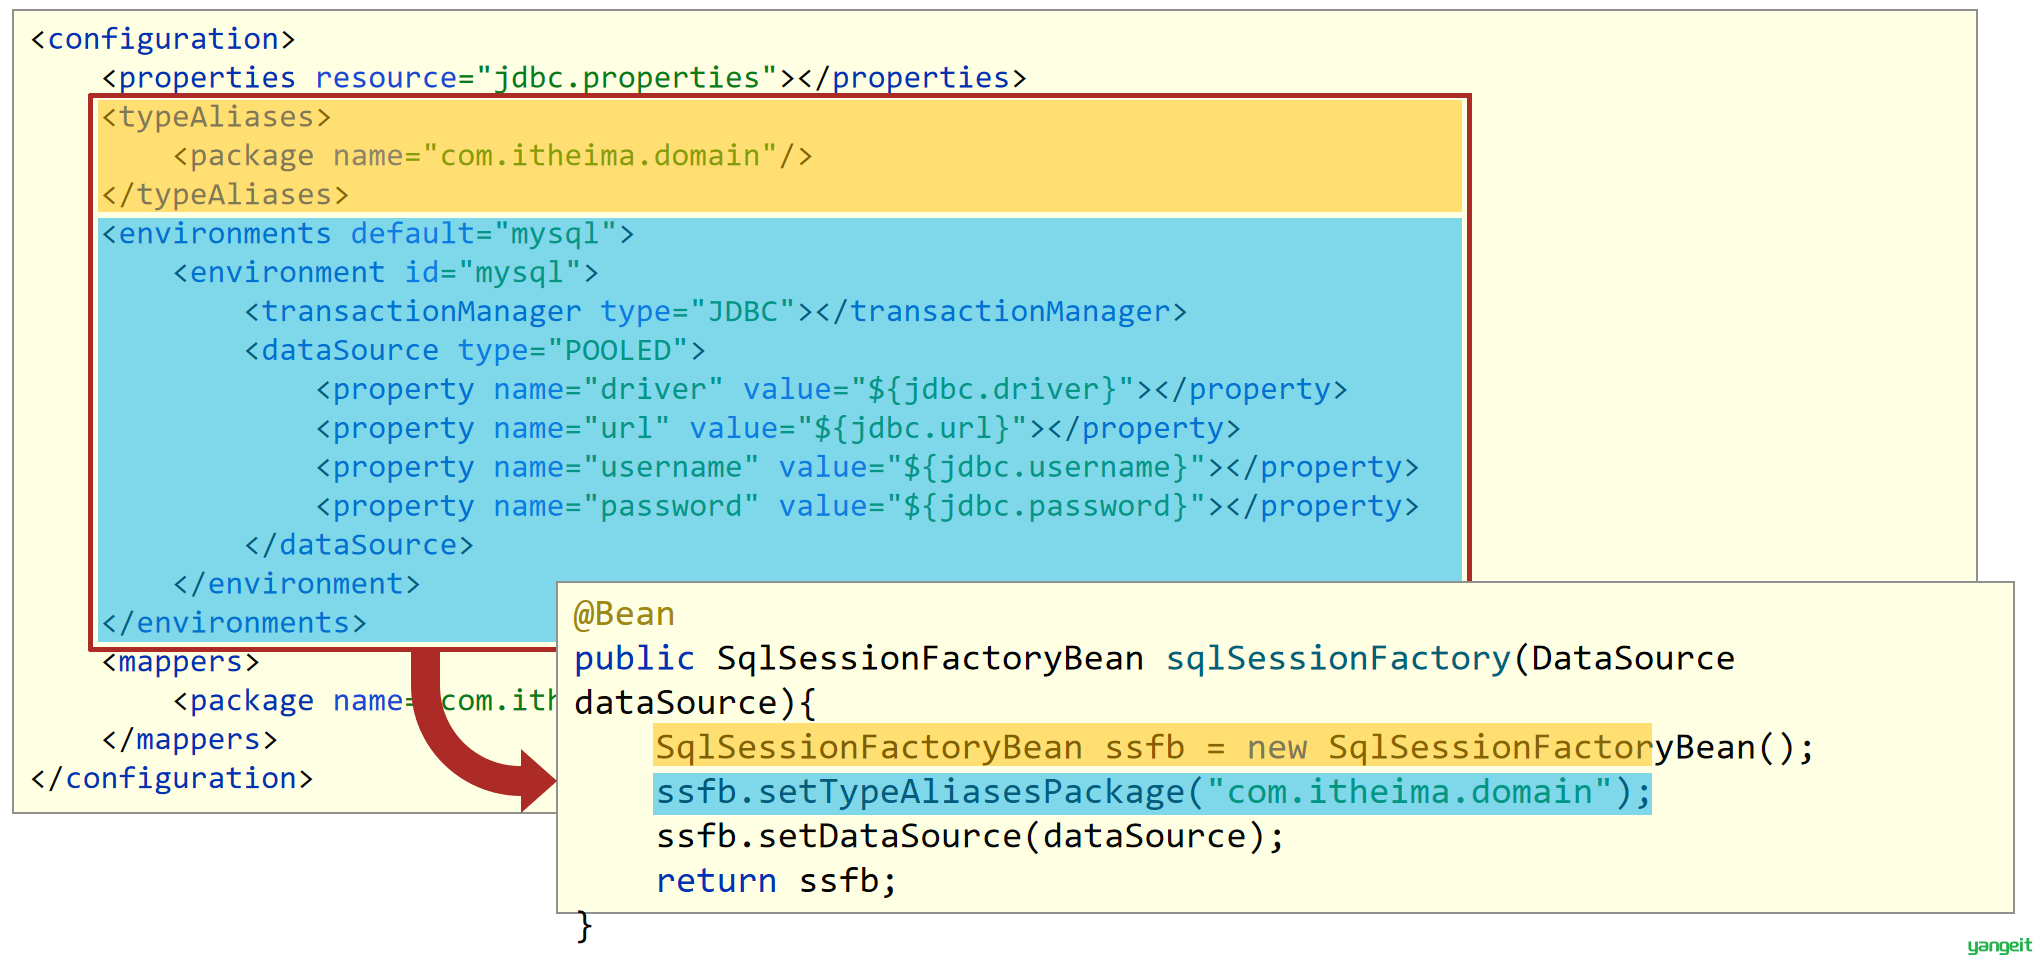 <configuration>
<properties resource="jdbc.properties"></properties>
<typeAliases>
<package name="com.itheima.domain"/>
</typeAliases>
<environments default="mysql">
<environment id="mysql">
<transactionManager type="JDBC"></transactionManager>
<dataSource type="POOLED">
<property name="driver" value="${jdbc.driver}"></property>
<property name="url" value="${jdbc.url}"></property>
<property name="username" value="${jdbc.username}"></property>
<property name="password" value="${jdbc.password}"></property>
</dataSource>
</environment>
</environments>
<mappers>
<package name=
</mappers>
</configuration>
@Bean
public SqlSessionFactoryBean sqlSessionFactory(DataSource
dataSource){
SqlSessionFactoryBean ssfb = new SqlSessionFactoryBean();
ssfb.setTypeAliasesPackage("com.itheima.domain");
ssfb.setDataSource(dataSource);
return ssfb;
}
yangeit